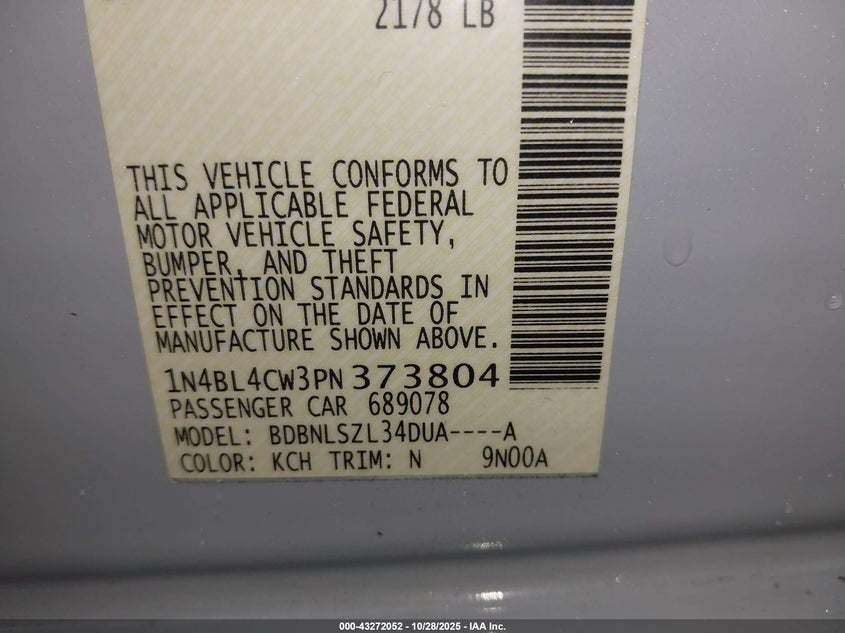 2178 LB
THIS VEHICLE CONFORMS TO
ALL APPLICABLE FEDERAL
MOTOR VEHICLE SAFETY,
BUMPER, AND THEFT
PREVENTION STANDARDS IN
EFFECT ON THE DATE OF
MANUFACTURE SHOWN ABOVE.
1N4BL4CW3PN373804
PASSENGER CAR 689078
MODEL: BDBNLSZL34DUA----A
COLOR: KCH TRIM: N 9N00A
000-43272052 | 10/28/2025 | IAA Inc.